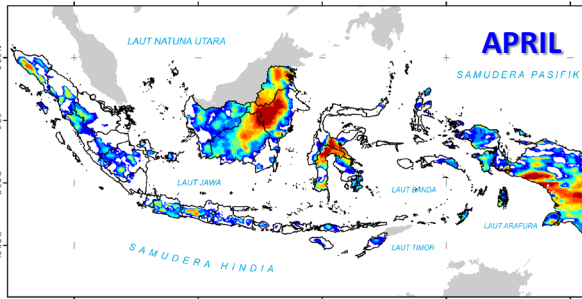 APRIL
LAUT NATUNA UTARA
SAMUDERA PASIFIK
LAUT JAWA
LAUT BANDA
LAUT ARAFURA
LAUT TIMOR
SAMUDERA HINDIA